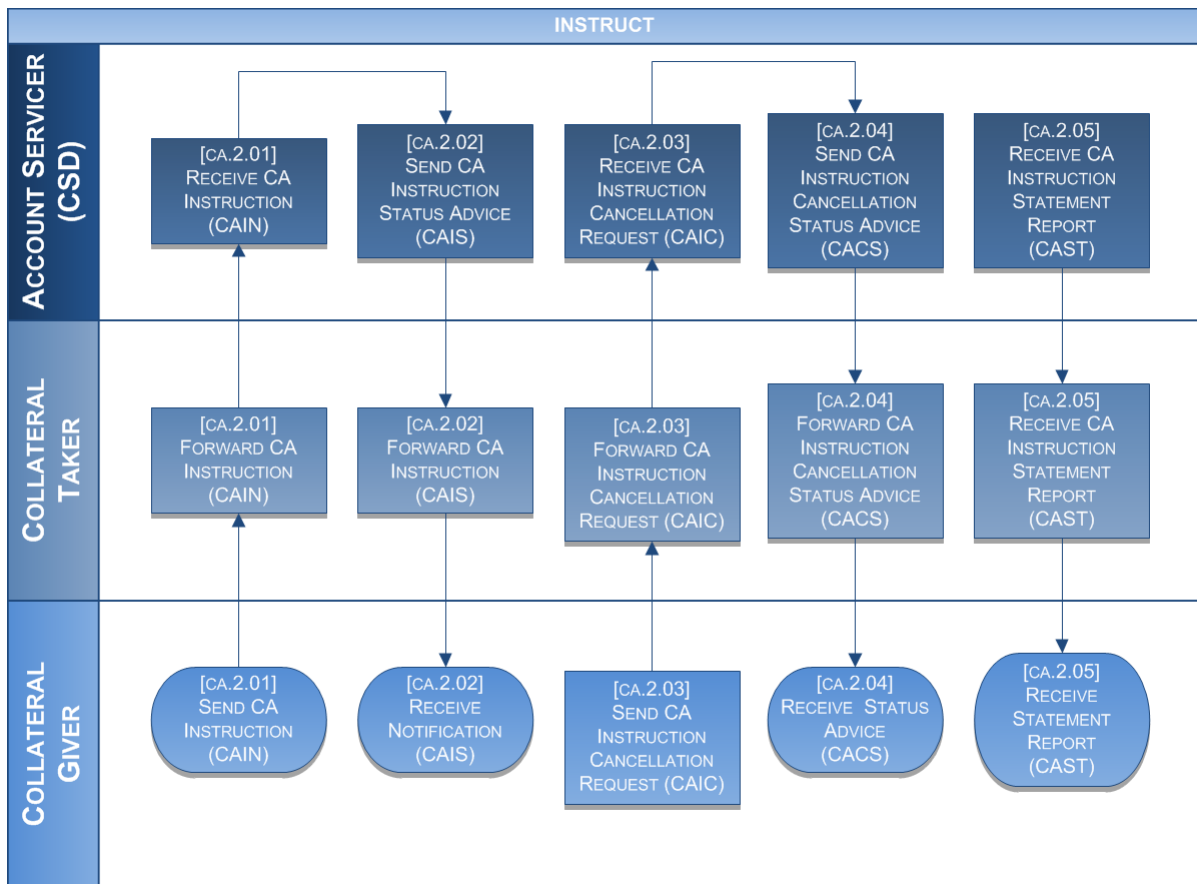 INSTRUCT
ACCOUNT SERVICER
(CSD)
[CA.2.01]
RECEIVE CA
INSTRUCTION
(CAIN)
[CA.2.02]
SEND CA
INSTRUCTION
STATUS ADVICE
(CAIS)
[CA.2.03]
RECEIVE CA
INSTRUCTION
CANCELLATION
REQUEST (CAIC)
[CA.2.04]
SEND CA
INSTRUCTION
CANCELLATION
STATUS ADVICE
(CACS)
[CA.2.05]
RECEIVE CA
INSTRUCTION
STATEMENT
REPORT
(CAST)
COLLATERAL
TAKER
[CA.2.01]
FORWARD CA
INSTRUCTION
(CAIN)
[CA.2.02]
FORWARD CA
INSTRUCTION
(CAIS)
[CA.2.03]
FORWARD CA
INSTRUCTION
CANCELLATION
REQUEST (CAIC)
[CA.2.04]
FORWARD CA
INSTRUCTION
CANCELLATION
STATUS ADVICE
(CACS)
[CA.2.05]
RECEIVE CA
INSTRUCTION
STATEMENT
REPORT
(CAST)
COLLATERAL
GIVER
[CA.2.01]
SEND CA
INSTRUCTION
(CAIN)
[CA.2.02]
RECEIVE
NOTIFICATION
(CAIS)
[CA.2.03]
SEND CA
INSTRUCTION
CANCELLATION
REQUEST (CAIC)
[CA.2.04]
RECEIVE STATUS
ADVICE
(CACS)
[CA.2.05]
RECEIVE
STATEMENT
REPORT
(CAST)